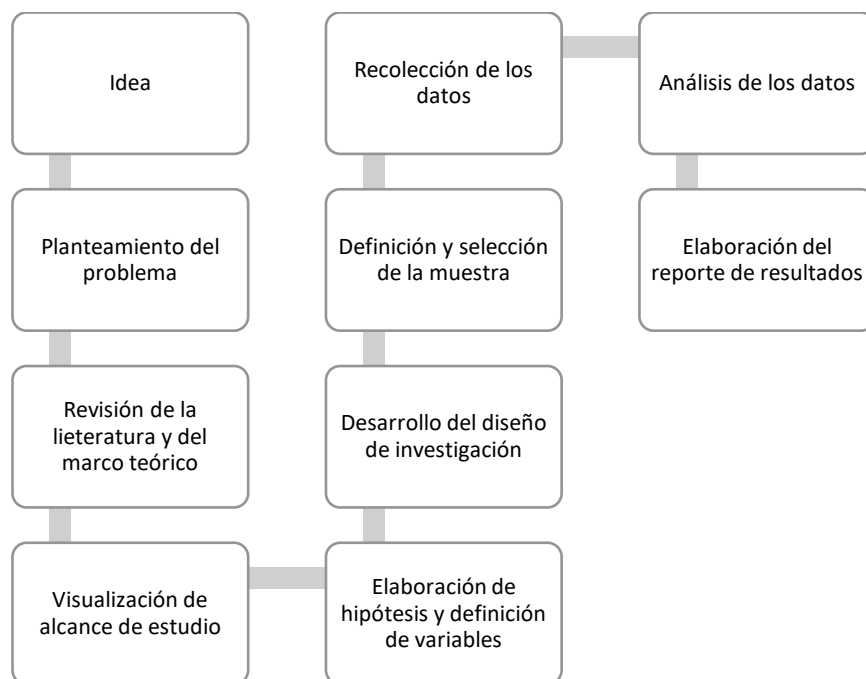 Idea
Planteamiento del
problema
Revisión de la
lieteratura y del
marco teórico
Visualización de
alcance de estudio
Elaboración de
hipótesis y definición
de variables
Desarrollo del diseño
de investigación
Definición y selección
de la muestra
Recolección de los
datos
Análisis de los datos
Elaboración del
reporte de resultados